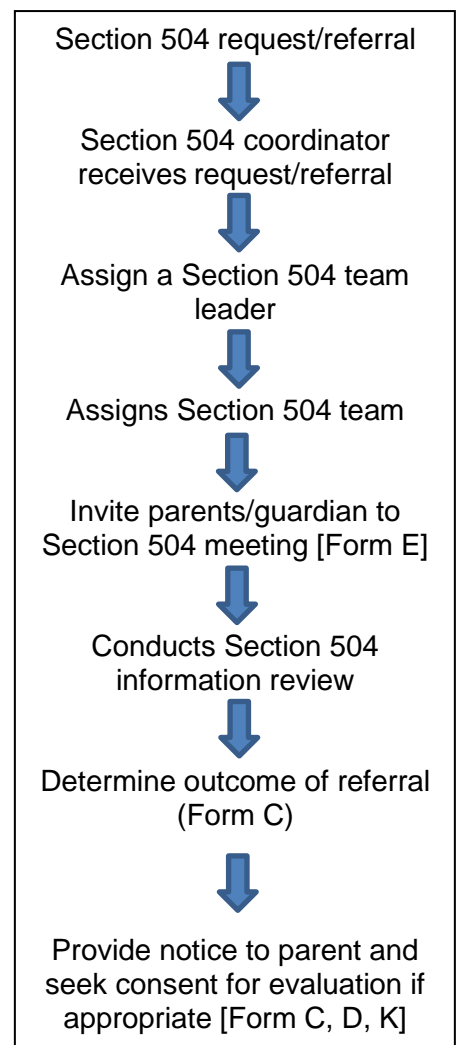 Section 504 request/referral
Section 504 coordinator
receives request/referral
Assign a Section 504 team
leader
Assigns Section 504 team
Invite parents/guardian to
Section 504 meeting [Form E]
Conducts Section 504
information review
Determine outcome of referral
(Form C)
Provide notice to parent and
seek consent for evaluation if
appropriate [Form C, D, K]